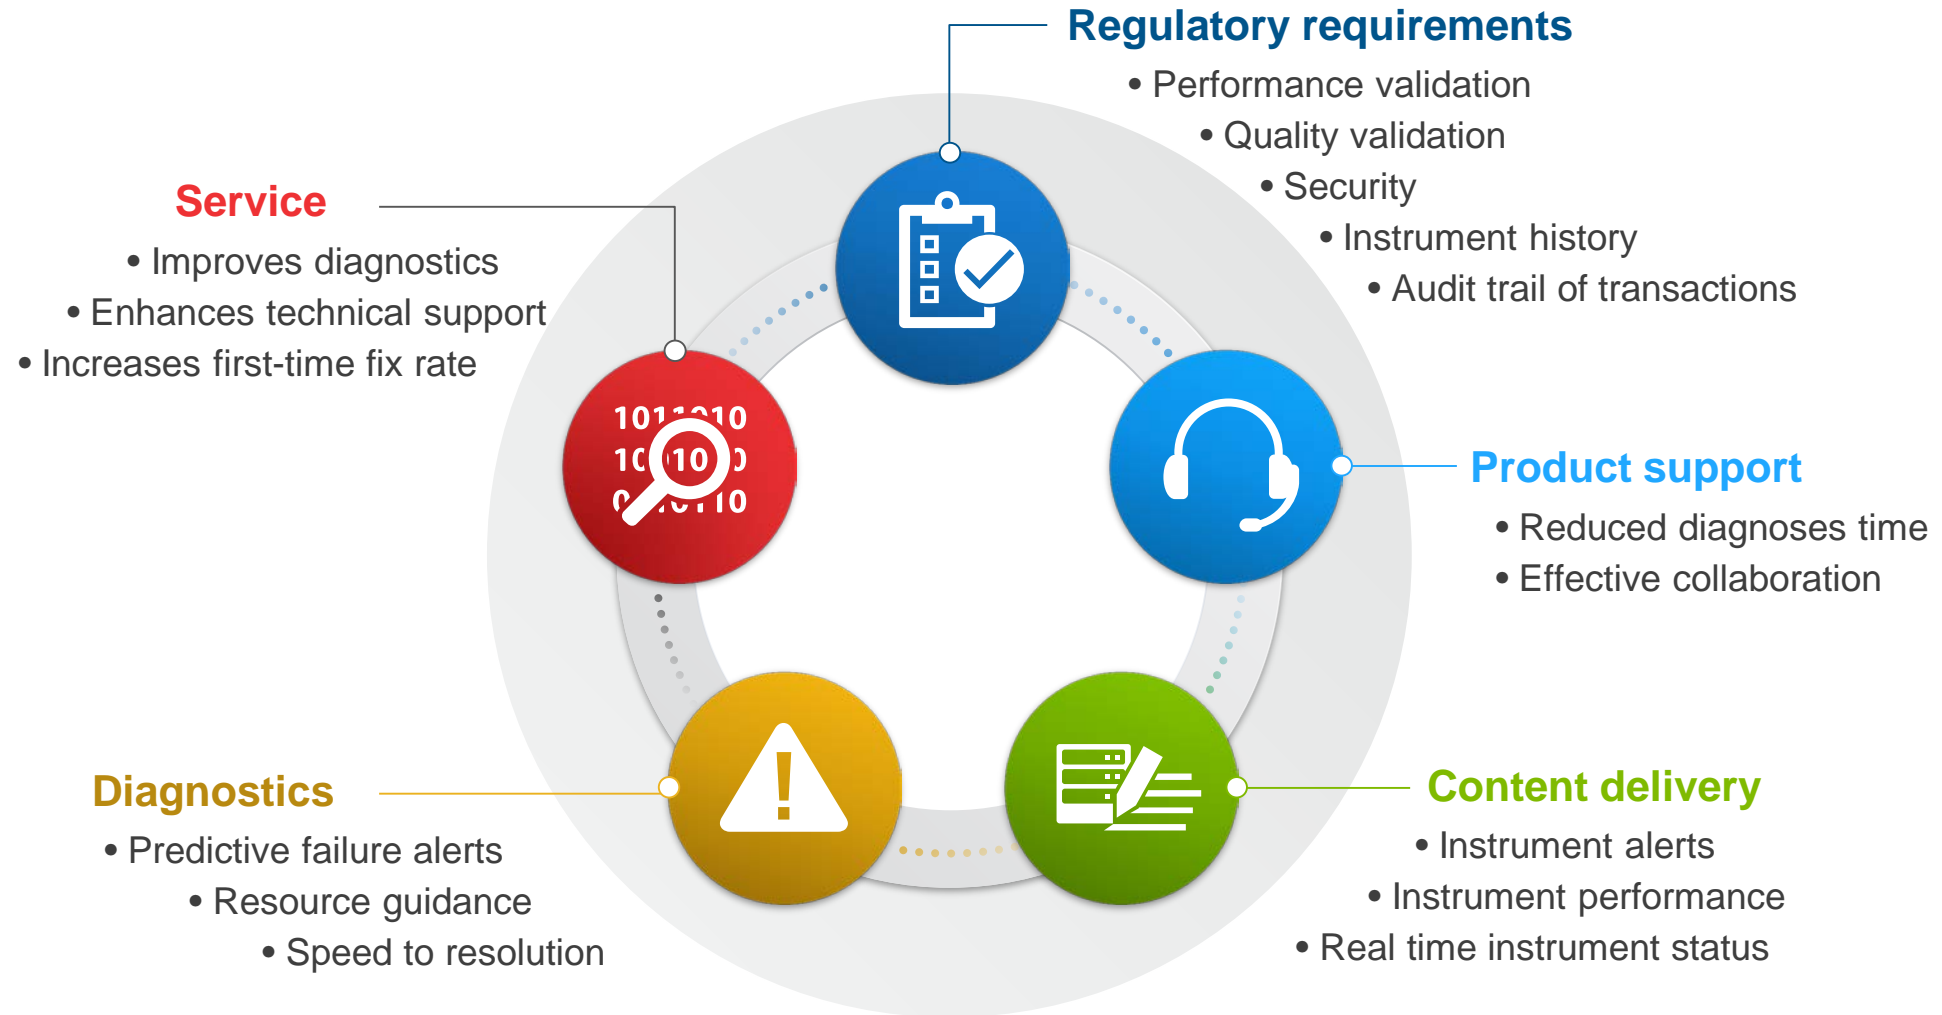 Regulatory requirements
• Performance validation
• Quality validation
• Security
• Instrument history
• Audit trail of transactions
Service
• Improves diagnostics
• Enhances technical support
• Increases first-time fix rate
Product support
• Reduced diagnoses time
• Effective collaboration
Diagnostics
• Predictive failure alerts
• Resource guidance
• Speed to resolution
Content delivery
• Instrument alerts
• Instrument performance
• Real time instrument status